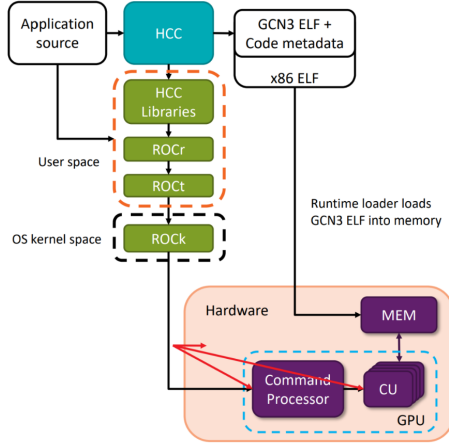 Application
source
HCC
GCN3 ELF +
Code metadata
x86 ELF
HCC
Libraries
User space
ROCr
ROCt
Runtime loader loads
GCN3 ELF into memory
OS kernel space
ROCk
Hardware
MEM
Command
Processor
CU
GPU